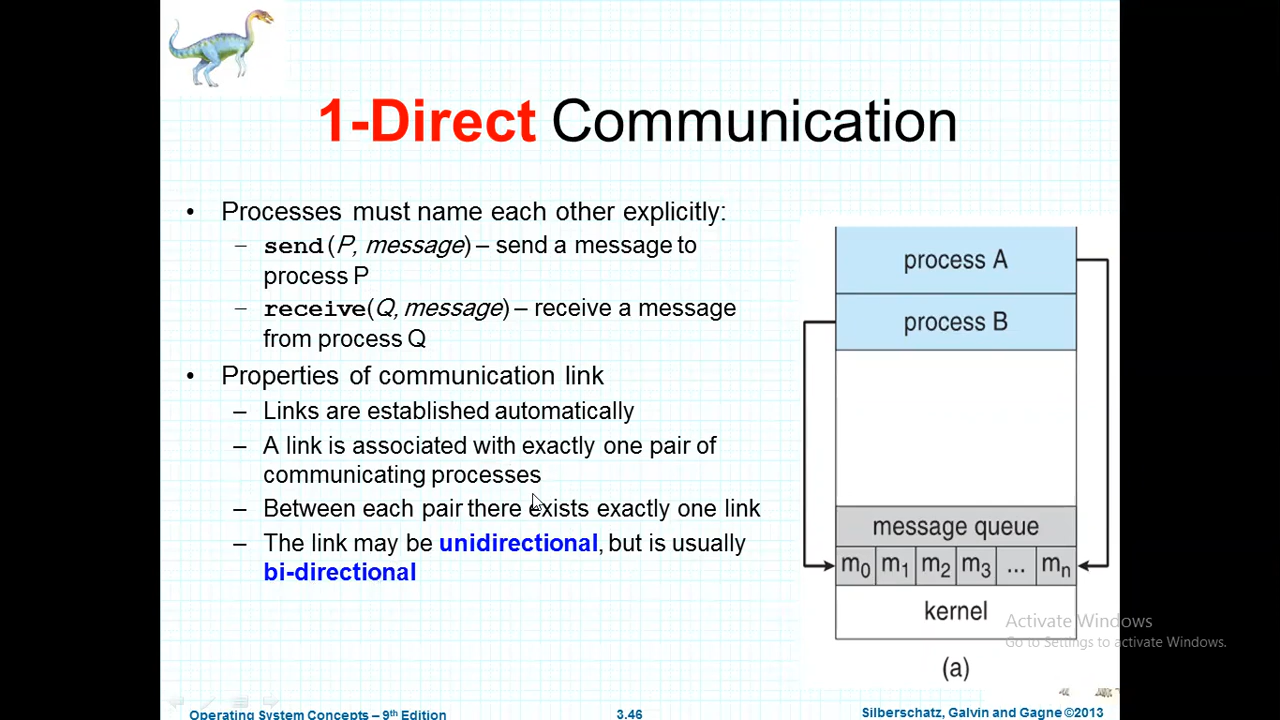 1-Direct Communication
• Processes must name each other explicitly:
– send(P, message) – send a message to
process P
– receive(Q, message) – receive a message
from process Q
• Properties of communication link
– Links are established automatically
– A link is associated with exactly one pair of
communicating processes
– Between each pair there exists exactly one link
– The link may be unidirectional, but is usually
bi-directional
process A
process B
message queue
m0 m1 m2 m3 ... mn
kernel
(a)
Activate Windows
Go to Settings to activate Windows.
Operating System Concepts – 9th Edition
3.46
Silberschatz, Galvin and Gagne ©2013